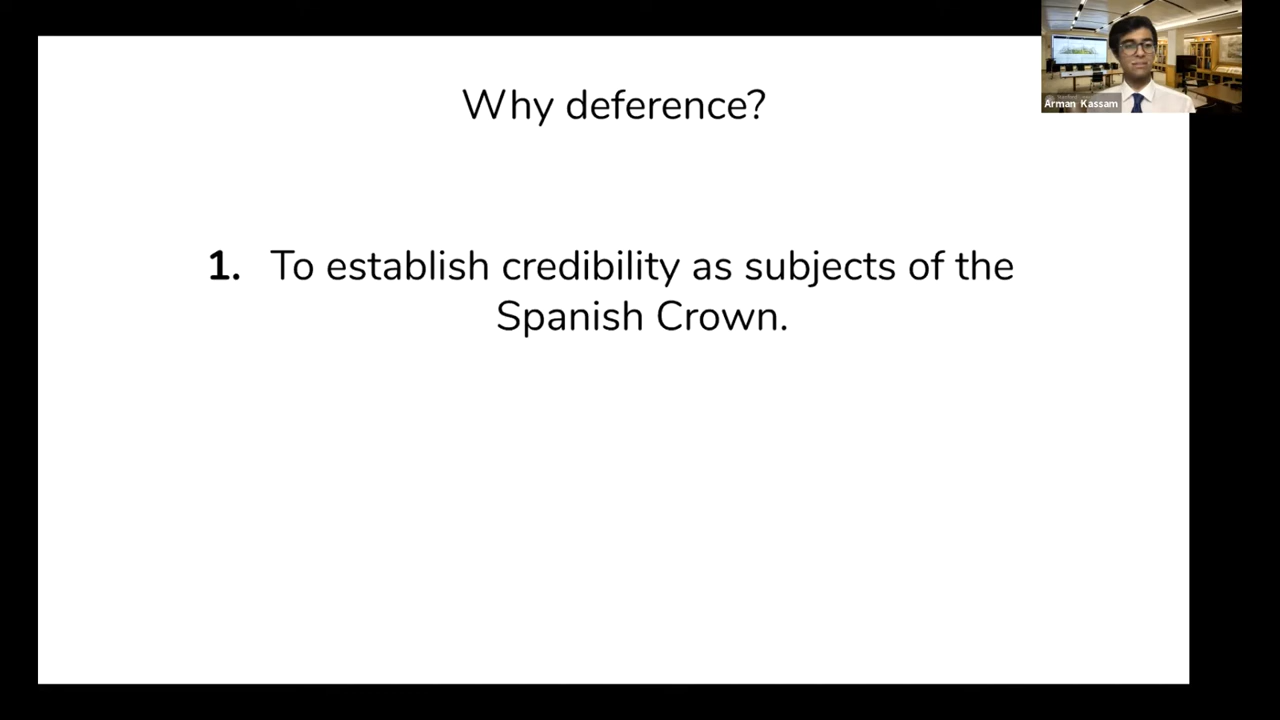 Why deference?
1. To establish credibility as subjects of the
Spanish Crown.
Arman Kassam